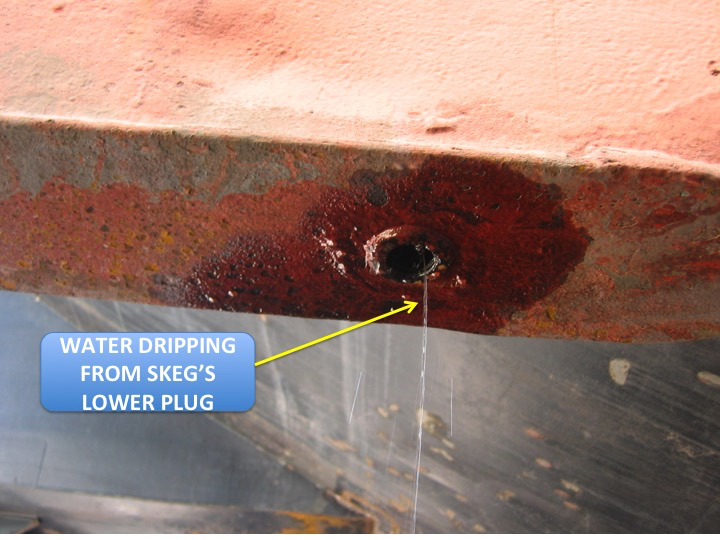 WATER DRIPPING
FROM SKEG’S
LOWER PLUG